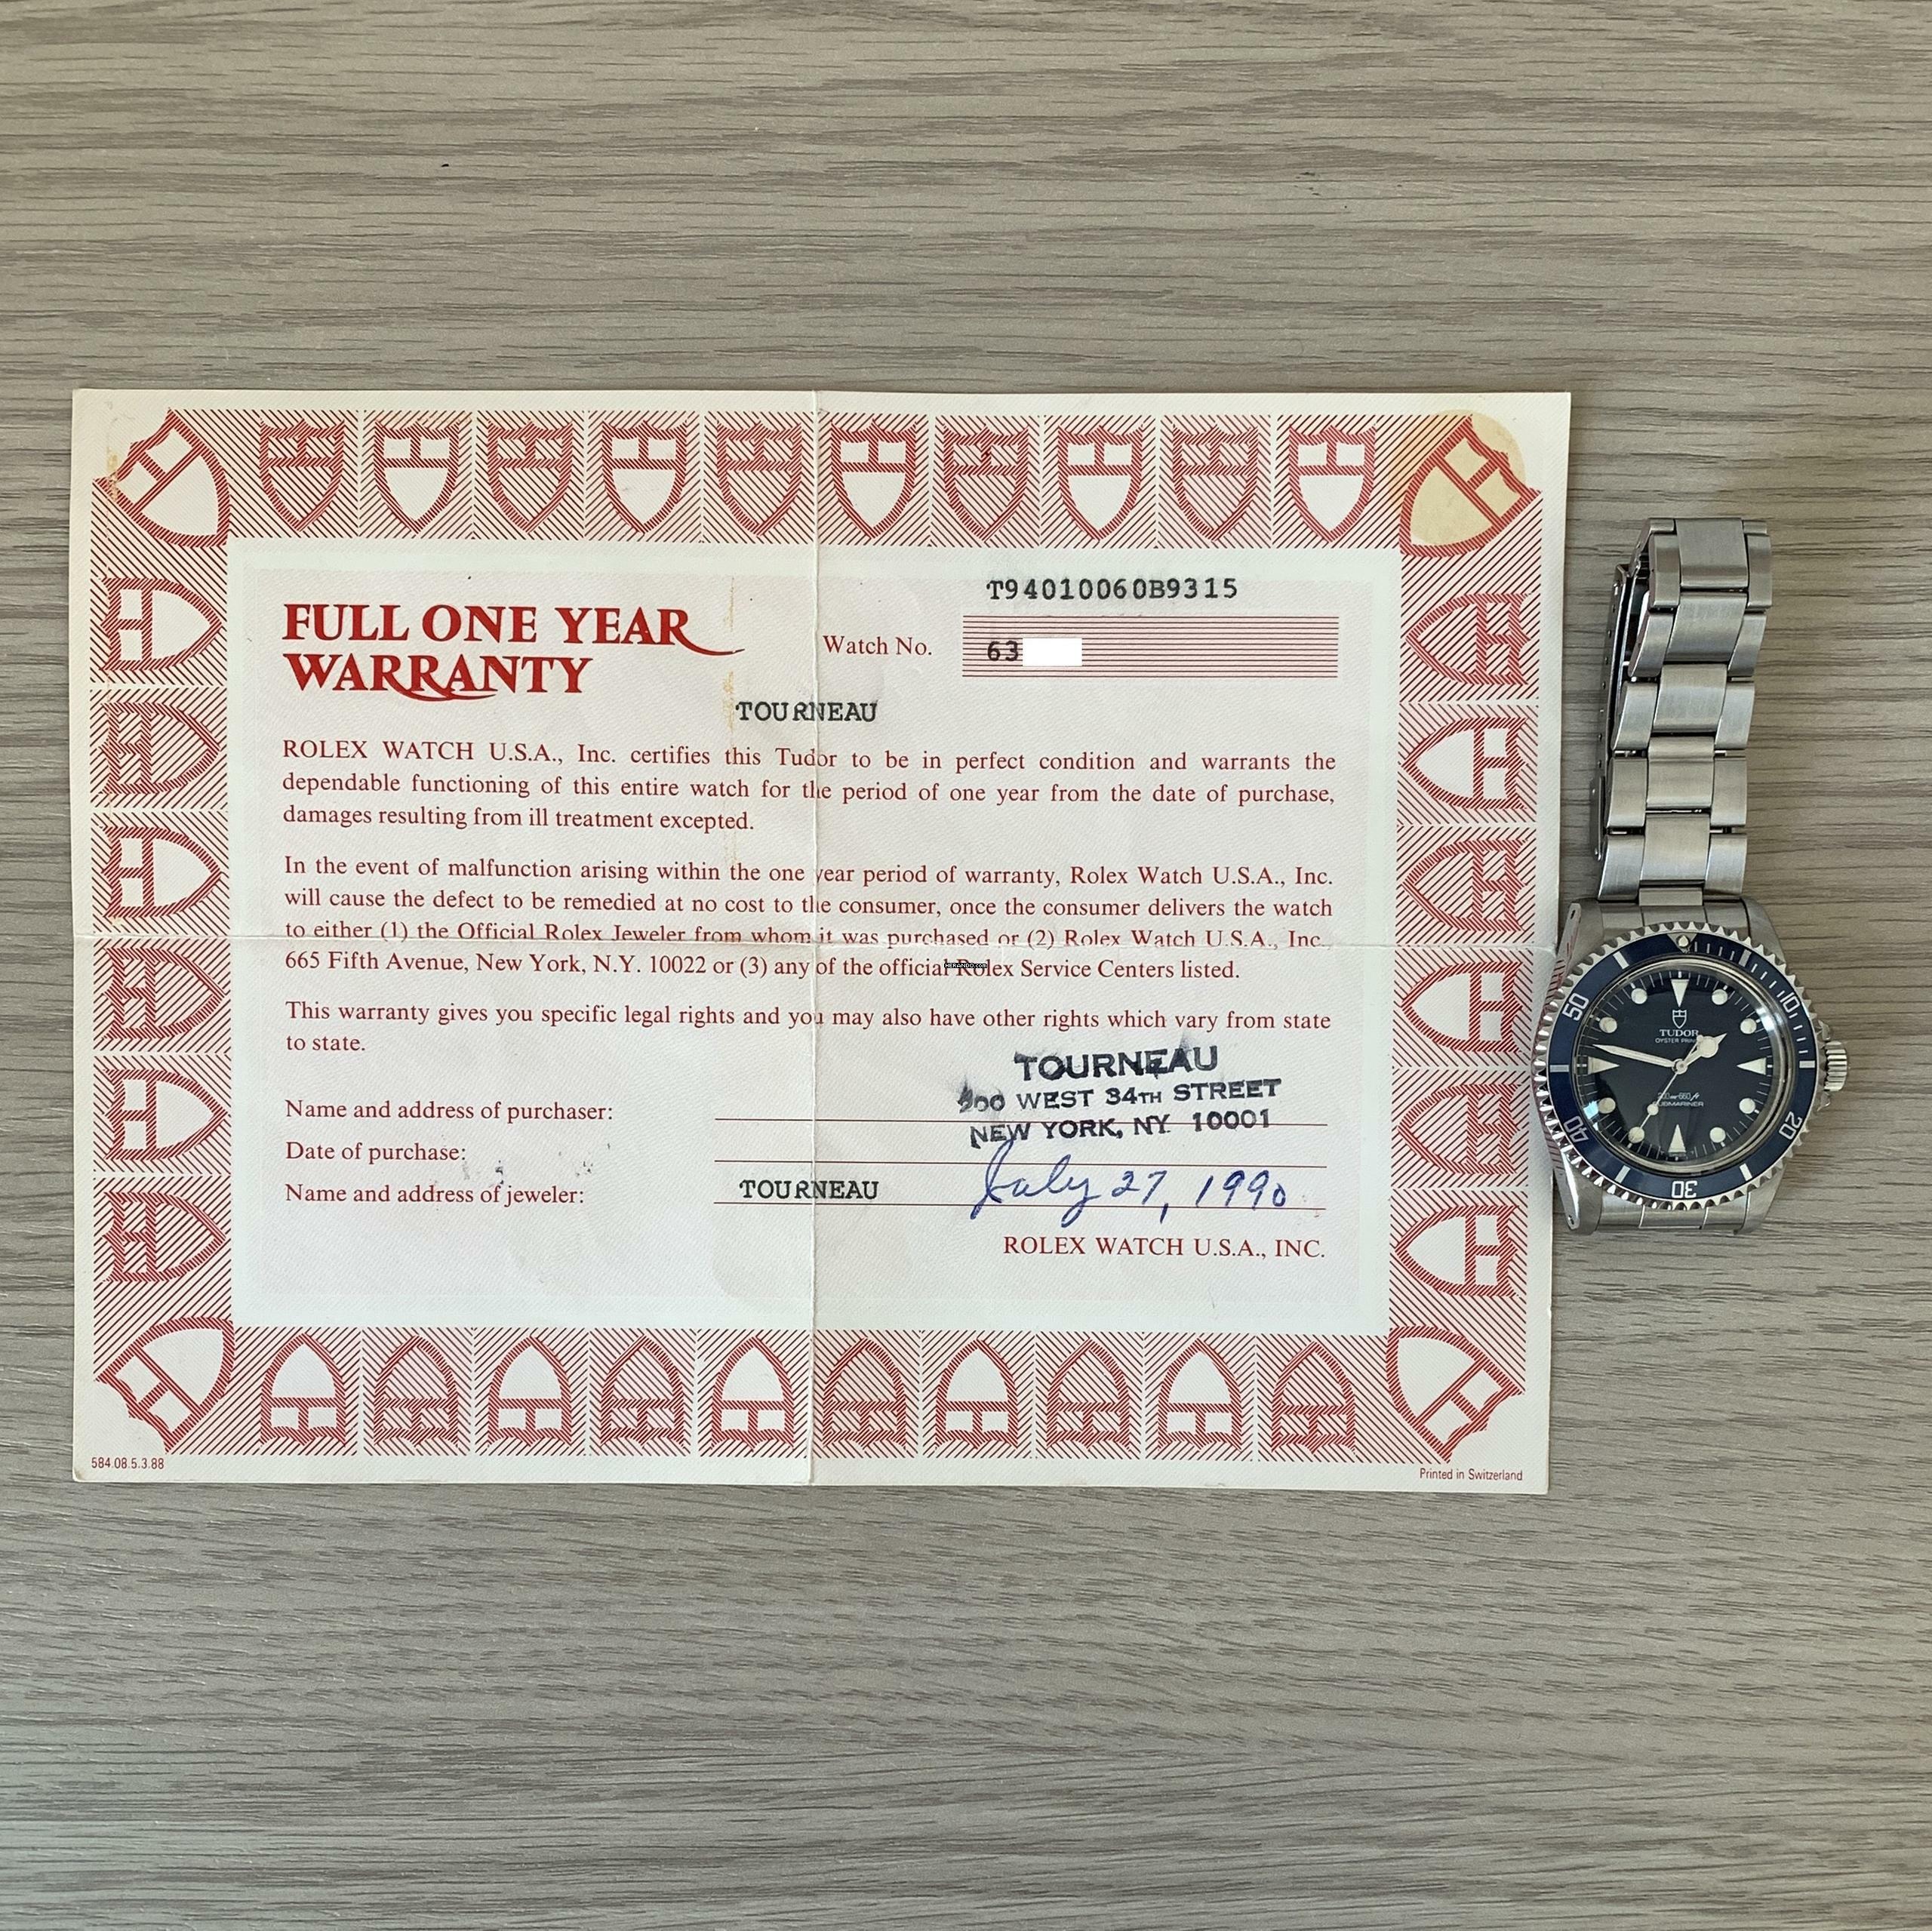 T94010060B9315
FULL ONE YEAR
WARRANTY
Watch No.
63
TOURNEAU
ROLEX WATCH U.S.A., Inc. certifies this Tudor to be in perfect condition and warrants the
dependable functioning of this entire watch for the period of one year from the date of purchase,
damages resulting from ill treatment excepted.
In the event of malfunction arising within the one year period of warranty, Rolex Watch U.S.A., Inc.
will cause the defect to be remedied at no cost to the consumer, once the consumer delivers the watch
to either (1) the Official Rolex Jeweler from whom it was purchased or (2) Rolex Watch U.S.A., Inc.,
665 Fifth Avenue, New York, N.Y. 10022 or (3) any of the official Rolex Service Centers listed.
This warranty gives you specific legal rights and you may also have other rights which vary from state
to state.
TOURNEAU
WEST 34TH STREET
NEW YORK, NY 10001
Name and address of purchaser:
Date of purchase:
Name and address of jeweler:
TOURNEAU
July 27, 1990
ROLEX WATCH U.S.A., INC.
584.08.5.3.88
Printed in Switzerland
10
20
30
40
50
TUDOR
OYSTER
SUBMARINER